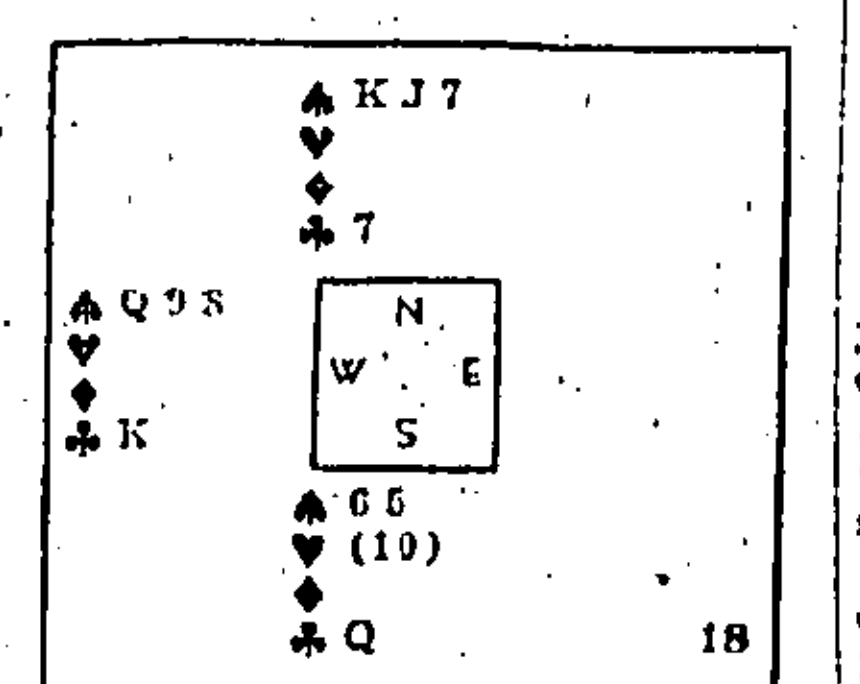 ♠ K J 7
♥
♦
♣ 7
♠ Q 9 8
♥
♦
♣ K
N
W E
S
♠ 6 5
♥ (10)
♦
♣ Q
18